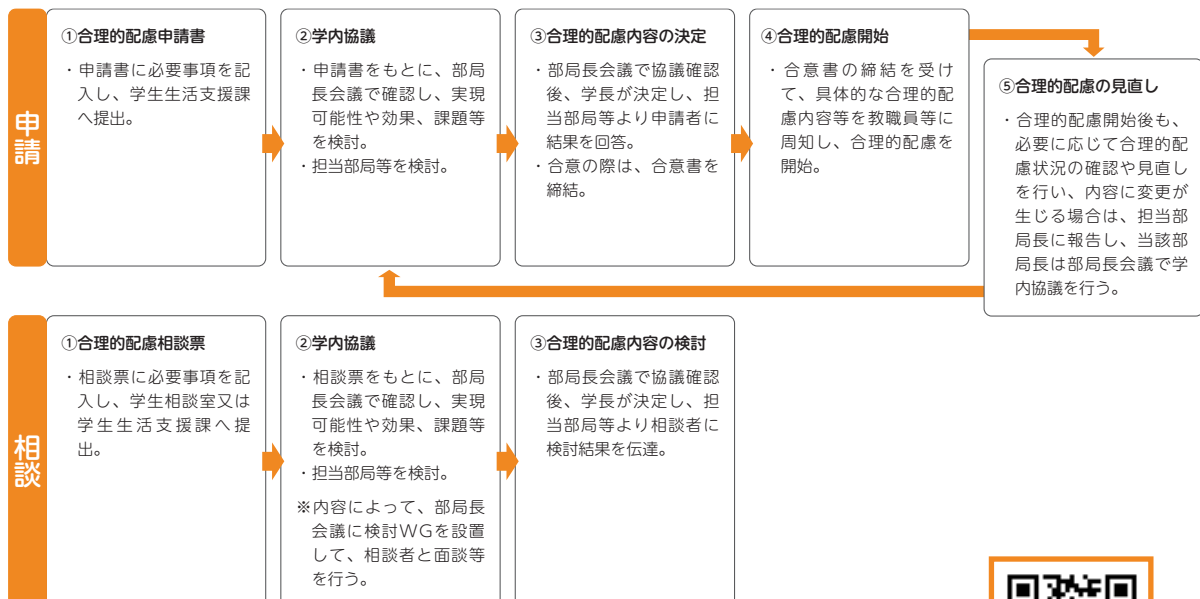 申請
①合理的配慮申請書
・申請書に必要事項を記
入し、学生生活支援課
へ提出。
②学内協議
・申請書をもとに、部局
長会議で確認し、実現
可能性や効果、課題等
を検討。
・担当部局等を検討。
③合理的配慮内容の決定
・部局長会議で協議確認
後、学長が決定し、担
当部局等より申請者に
結果を回答。
・合意の際は、合意書を
締結。
④合理的配慮開始
・合意書の締結を受け
て、具体的な合理的配
慮内容等を教職員等に
周知し、合理的配慮を
開始。
⑤合理的配慮の見直し
・合理的配慮開始後も、
必要に応じて合理的配
慮状況の確認や見直し
を行い、内容に変更が
生じる場合は、担当部
局長に報告し、当該部
局長は部局長会議で学
内協議を行う。
相談
①合理的配慮相談票
・相談票に必要事項を記
入し、学生相談室又は
学生生活支援課へ提
出。
②学内協議
・相談票をもとに、部局
長会議で確認し、実現
可能性や効果、課題等
を検討。
・担当部局等を検討。
※内容によって、部局長
会議に検討WGを設置
して、相談者と面談等
を行う。
③合理的配慮内容の検討
・部局長会議で協議確認
後、学長が決定し、担
当部局等より相談者に
検討結果を伝達。